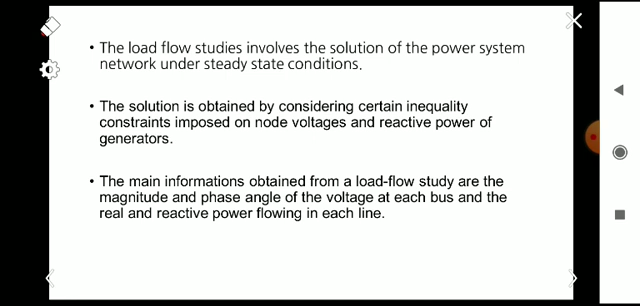 • The load flow studies involves the solution of the power system
network under steady state conditions.
• The solution is obtained by considering certain inequality
constraints imposed on node voltages and reactive power of
generators.
• The main informations obtained from a load-flow study are the
magnitude and phase angle of the voltage at each bus and the
real and reactive power flowing in each line.